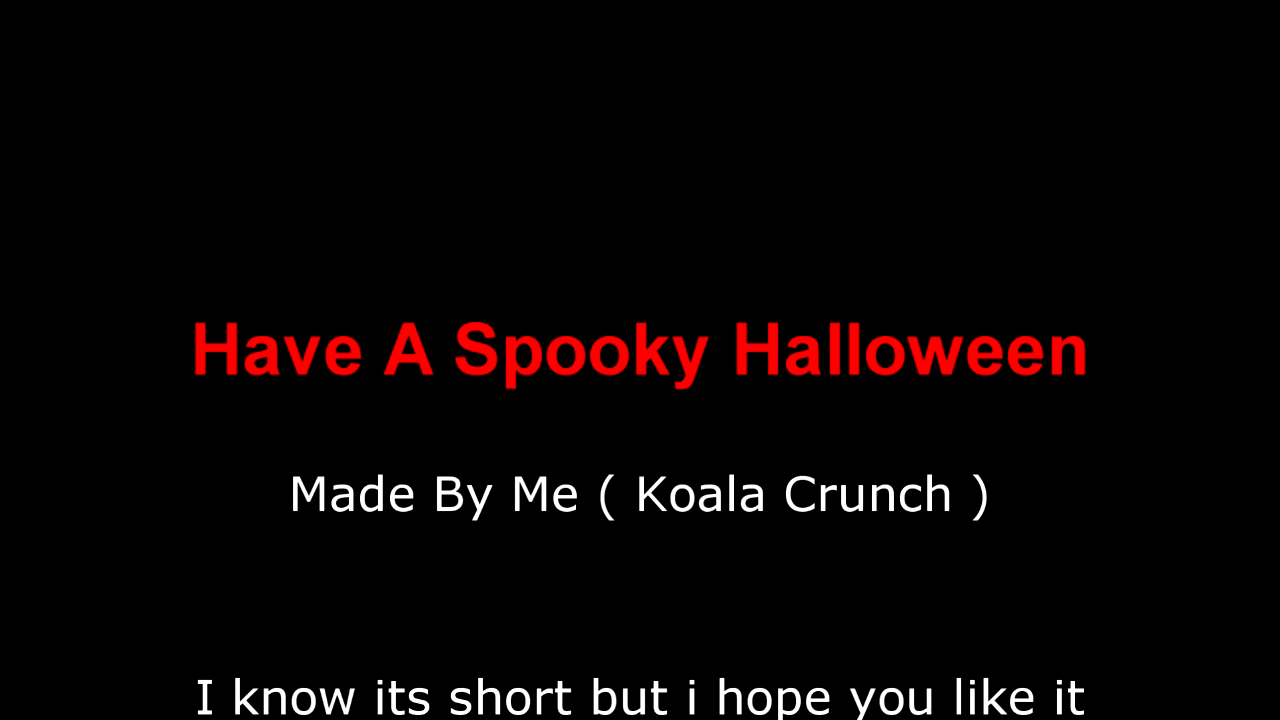 Have A Spooky Halloween
Made By Me ( Koala Crunch )
I know its short but i hope you like it